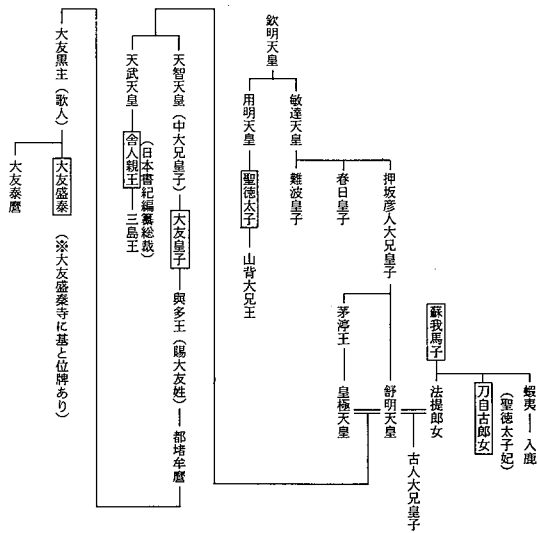 蘇我馬子
蝦夷
入鹿
刀自古郎女
(聖徳太子妃)
法提郎女
古人大兄皇子
欽明天皇
敏達天皇
用明天皇
押坂彦人大兄皇子
春日皇子
難波皇子
聖徳太子
山背大兄王
舒明天皇
茅渟王
皇極天皇
天智天皇(中大兄皇子)
大友皇子
與多王(賜大友姓)
都堵牟麿
天武天皇
舎人親王
(日本書紀編纂総裁)
三島王
大友黒主(歌人)
大友盛泰
(※大友盛桑寺に基と位牌あり)
大友泰麿